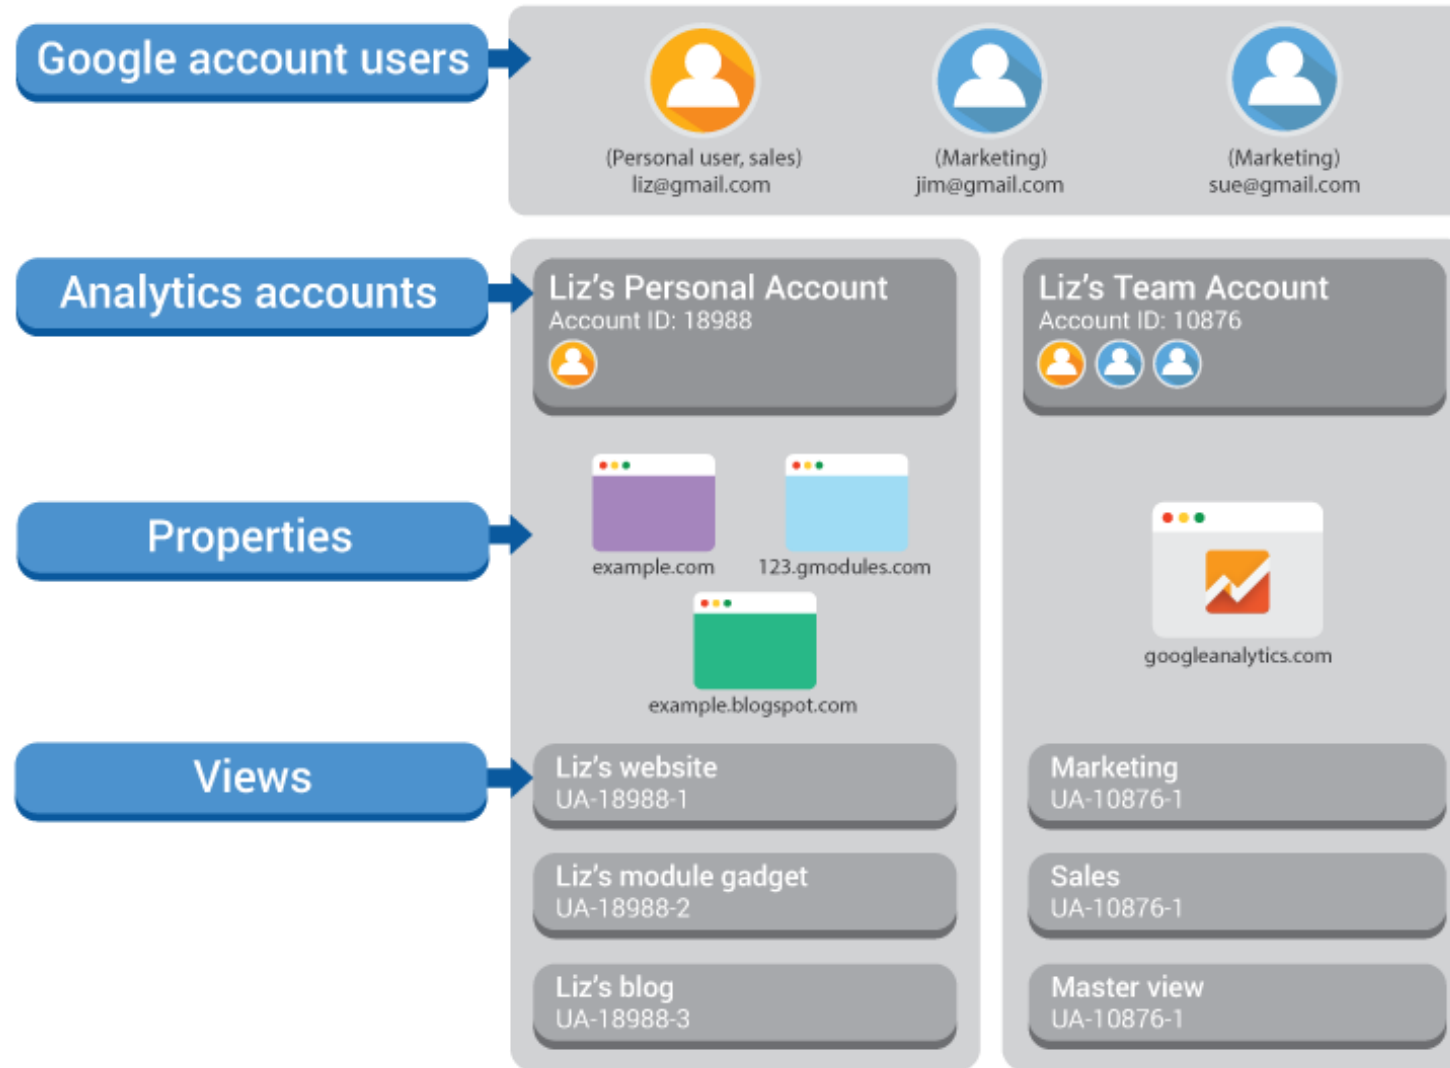 Google account users
(Personal user, sales)
liz@gmail.com
(Marketing)
jim@gmail.com
(Marketing)
sue@gmail.com
Analytics accounts
Liz's Personal Account
Account ID: 18988
Liz's Team Account
Account ID: 10876
Properties
example.com
123.gmodules.com
example.blogspot.com
googleanalytics.com
Views
Liz's website
UA-18988-1
Liz's module gadget
UA-18988-2
Liz's blog
UA-18988-3
Marketing
UA-10876-1
Sales
UA-10876-1
Master view
UA-10876-1